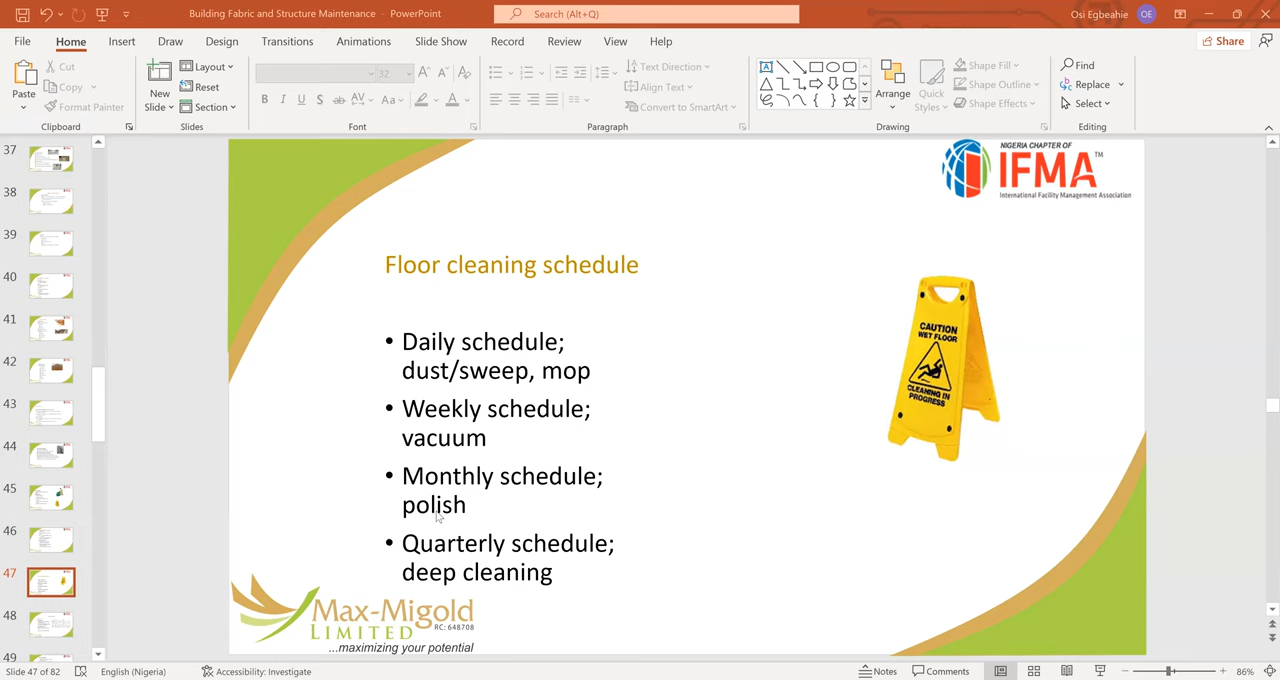 Building Fabric and Structure Maintenance - PowerPoint
Search (Alt+Q)
Osi Egbeahie
OE
File
Home
Insert
Draw
Design
Transitions
Animations
Slide Show
Record
Review
View
Help
Share
Paste
Cut
Copy
Format Painter
Clipboard
New
Slide
Layout
Reset
Section
Slides
32
B
I
U
S
ab
AV
Aa
A
Font
Text Direction
Align Text
Convert to SmartArt
Paragraph
Arrange
Quick
Styles
Shape Fill
Shape Outline
Shape Effects
Drawing
Find
Replace
Select
Editing
37
38
39
40
41
42
43
44
45
46
47
48
49
NIGERIA CHAPTER OF
IFMA™
International Facility Management Association
Floor cleaning schedule
• Daily schedule;
dust/sweep, mop
• Weekly schedule;
vacuum
• Monthly schedule;
polish
• Quarterly schedule;
deep cleaning
CAUTION
WET FLOOR
CLEANING IN
PROGRESS
Max-Migold
LIMITED
RC: 648708
...maximizing your potential
Slide 47 of 82
English (Nigeria)
Accessibility: Investigate
Notes
Comments
86%